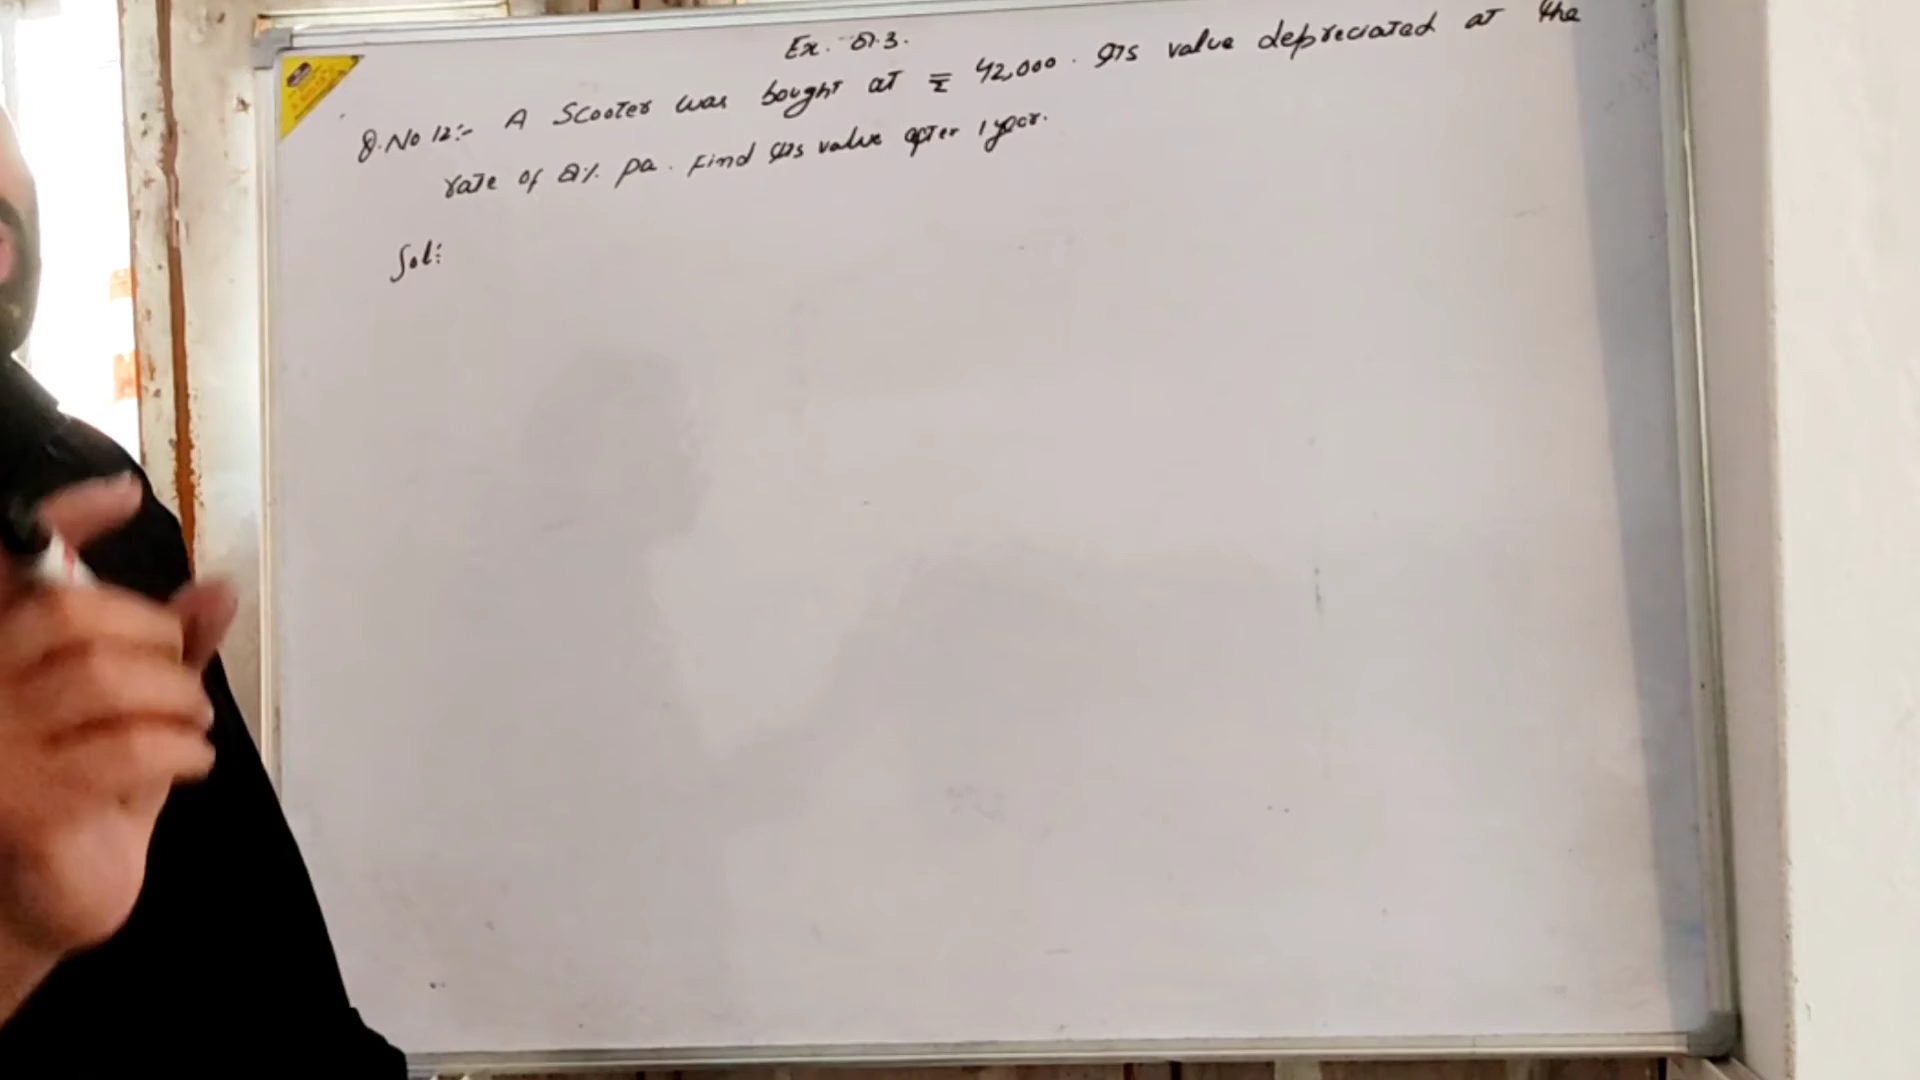 Ex. 8.3.
Q.No 12:- A Scooter was bought at ₹ 42,000. Its value depreciated at the
rate of 8% pa. Find its value after 1 year.
Sol: